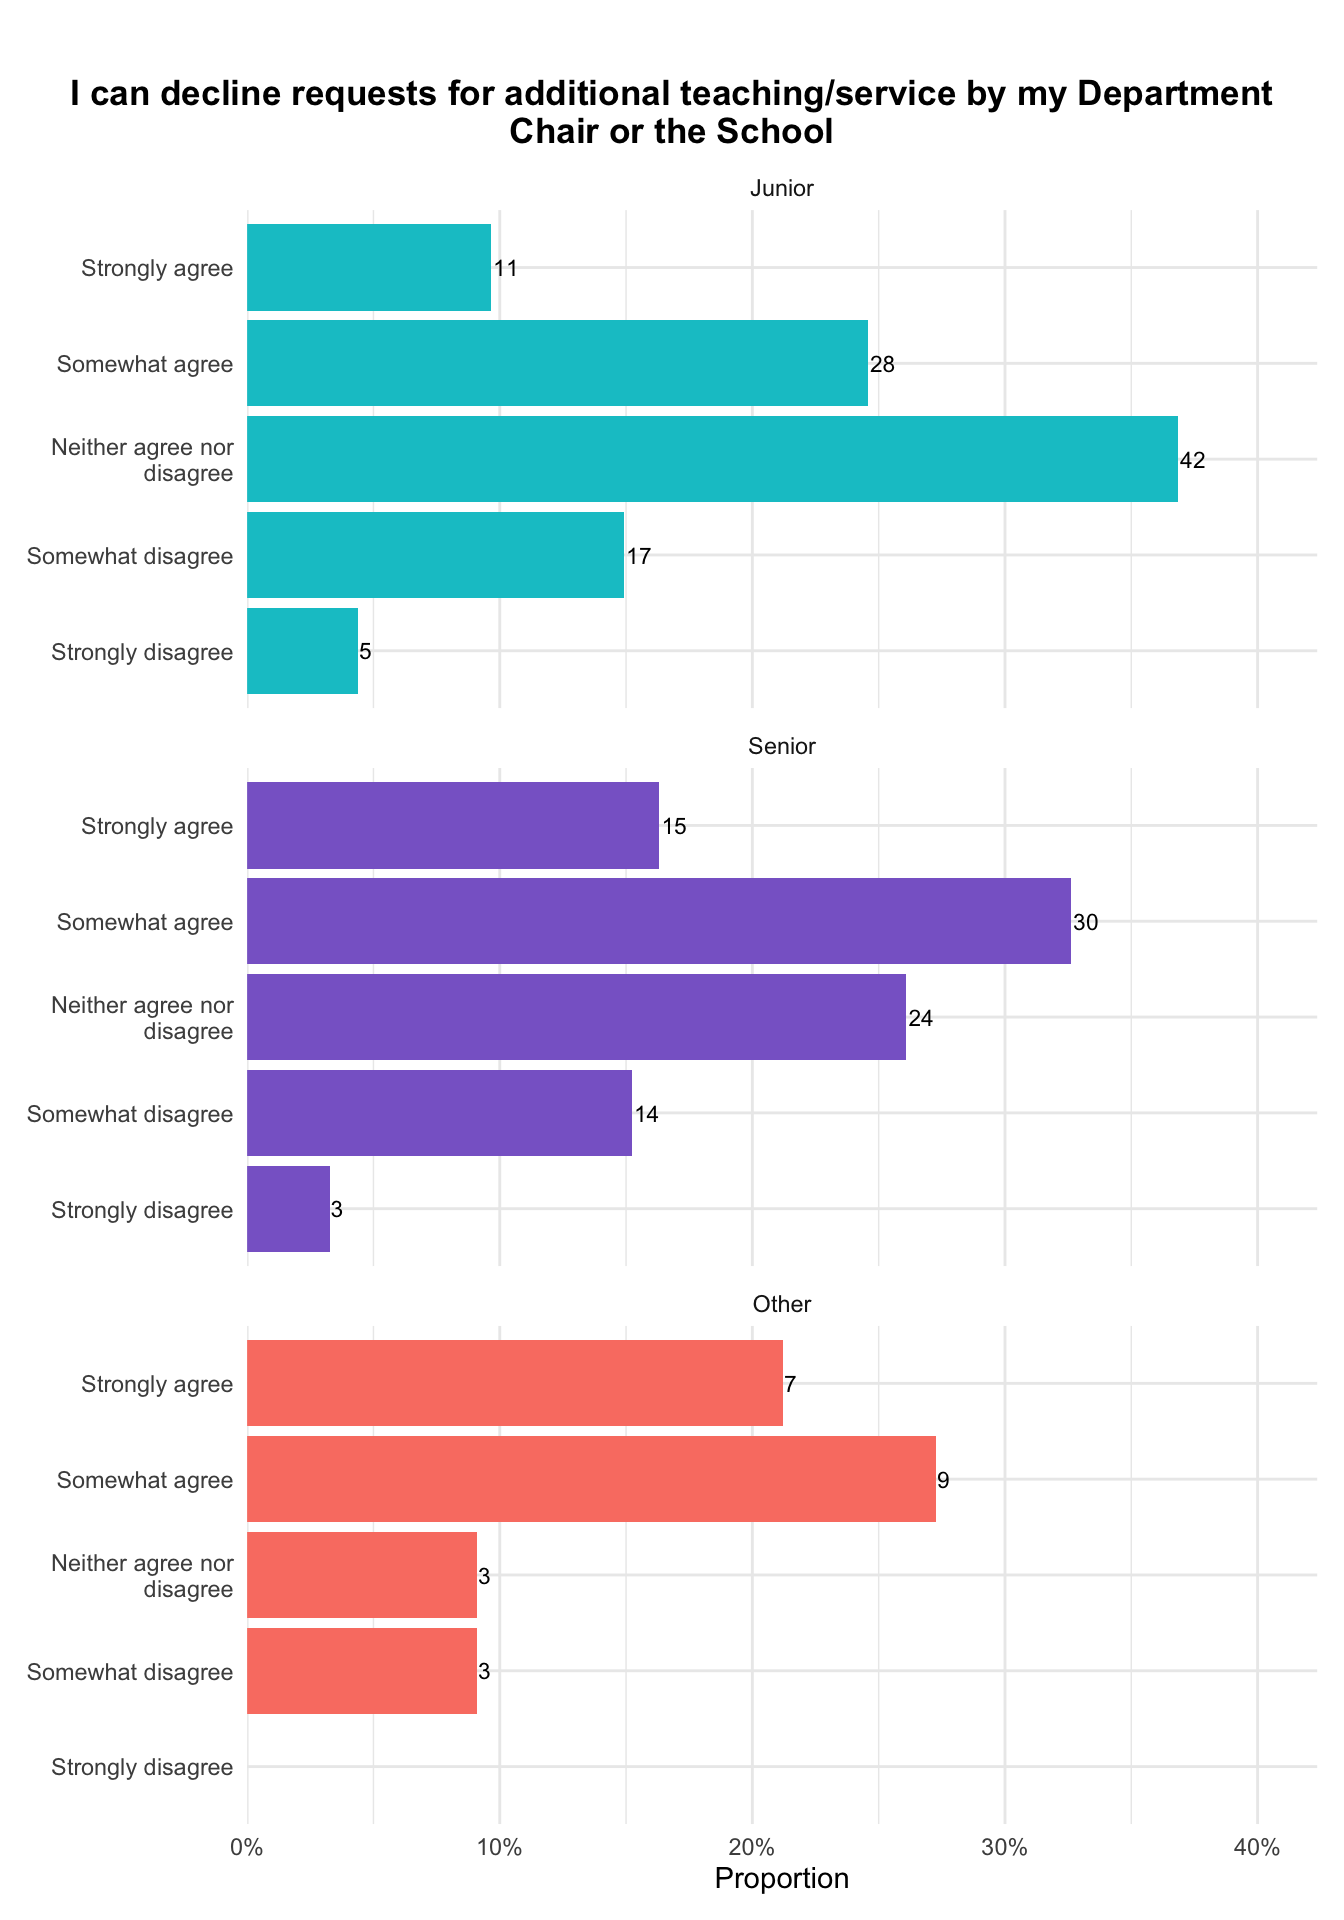 I can decline requests for additional teaching/service by my Department
Chair or the School
Junior
Strongly agree
11
Somewhat agree
28
Neither agree nor
disagree
42
Somewhat disagree
17
Strongly disagree
5
Senior
Strongly agree
15
Somewhat agree
30
Neither agree nor
disagree
24
Somewhat disagree
14
Strongly disagree
3
Other
Strongly agree
7
Somewhat agree
9
Neither agree nor
disagree
3
Somewhat disagree
3
Strongly disagree
0% 10% 20% 30% 40%
Proportion